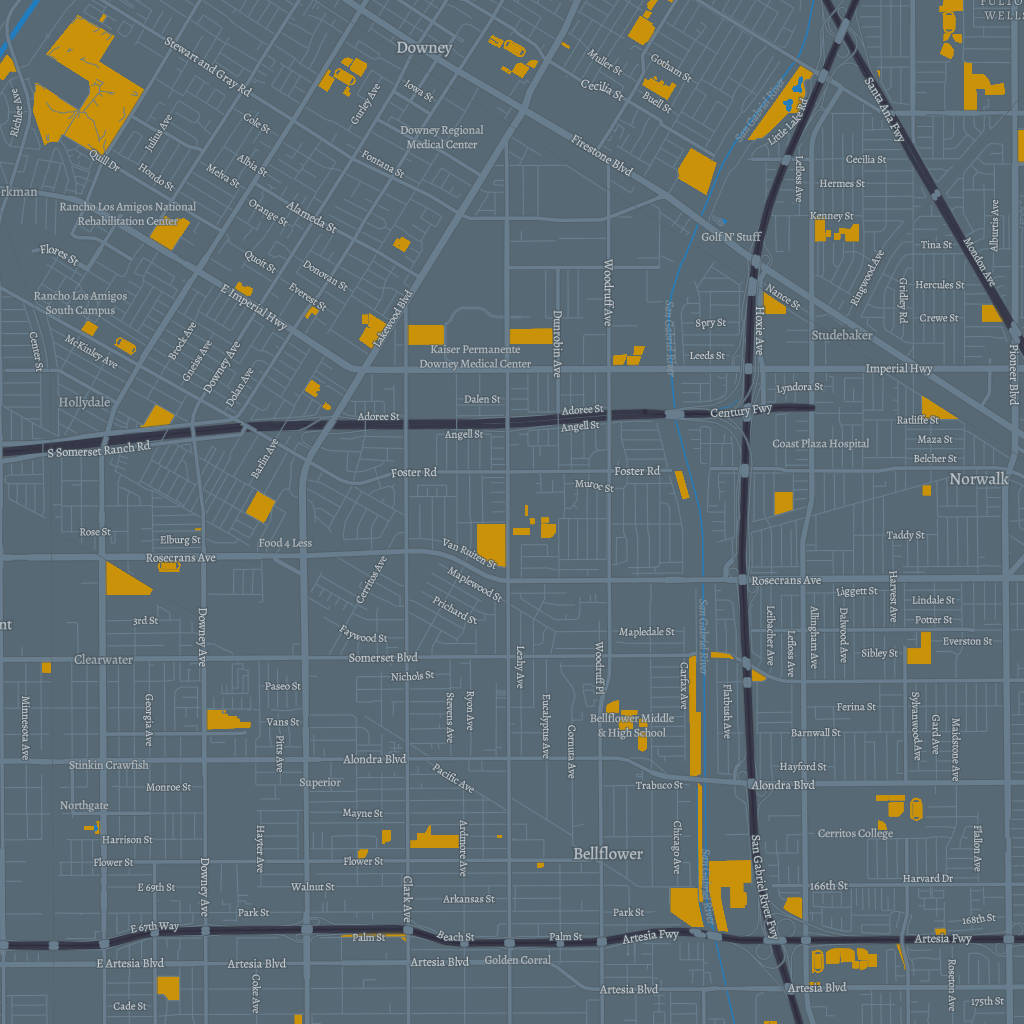 FULTON
WELLS
Downey
Stewart and Gray Rd
Muller St
Gotham St
Iowa St
Cecilia St
Buell St
Gurley Ave
Richlee Ave
Julius Ave
Cole St
San Gabriel River
Little Lake Rd
Santa Ana Fwy
Downey Regional
Medical Center
Firestone Blvd
Quill Dr
Hondo St
Albia St
Melva St
Fontana St
Cecilia St
Lefloss Ave
Hermes St
rkman
Rancho Los Amigos National
Rehabilitation Center
Orange St
Alameda St
Kenney St
Alburtis Ave
Golf N' Stuff
Tina St
Mondon Ave
Flores St
Quoit St
Donovan St
Woodruff Ave
Ringwood Ave
Gridley Rd
Hercules St
Rancho Los Amigos
South Campus
E Imperial Hwy
Everest St
Lakewood Blvd
Nance St
San Gabriel River
Hoxie Ave
Spry St
Crewe St
Studebaker
Center St
McKinley Ave
Brock Ave
Gneiss Ave
Downey Ave
Dunrobin Ave
Kaiser Permanente
Downey Medical Center
Leeds St
Imperial Hwy
Pioneer Blvd
Dolan Ave
Lyndora St
Hollydale
Dalen St
Adoree St
Adoree St
Century Fwy
Angell St
Angell St
Ratliffe St
Maza St
Belcher St
S Somerset Ranch Rd
Coast Plaza Hospital
Barlin Ave
Foster Rd
Foster Rd
Muroc St
Norwalk
Rose St
Elburg St
Food 4 Less
Taddy St
Rosecrans Ave
Van Ruiten St
Cerritos Ave
Maplewood St
Rosecrans Ave
Liggett St
Harvest Ave
Lindale St
Prichard St
San Gabriel River
3rd St
Downey Ave
Faywood St
Mapledale St
Leibacher Ave
Lefloss Ave
Allingham Ave
Dalwood Ave
Potter St
Everston St
Sibley St
nt
Clearwater
Somerset Blvd
Leahy Ave
Woodruff Pl
Nichols St
Carfax Ave
Flatbush Ave
Paseo St
Minnesota Ave
Georgia Ave
Vans St
Pitts Ave
Stevens Ave
Ryon Ave
Eucalyptus Ave
Cornuta Ave
Bellflower Middle
& High School
Ferina St
Sylvanwood Ave
Gard Ave
Maidstone Ave
Barnwall St
Stinkin Crawfish
Alondra Blvd
Hayford St
Monroe St
Superior
Pacific Ave
Trabuco St
Alondra Blvd
Northgate
Mayne St
Harrison St
Hayter Ave
Ardmore Ave
Chicago Ave
Cerritos College
Flallon Ave
Flower St
Flower St
Bellflower
San Gabriel River
San Gabriel River Fwy
E 69th St
Downey Ave
Walnut St
Clark Ave
Arkansas St
166th St
Harvard Dr
Park St
Park St
168th St
E 67th Way
Palm St
Beach St
Palm St
Artesia Fwy
Artesia Fwy
E Artesia Blvd
Artesia Blvd
Artesia Blvd
Golden Corral
Cade St
Coke Ave
Artesia Blvd
Artesia Blvd
Roseton Ave
175th St